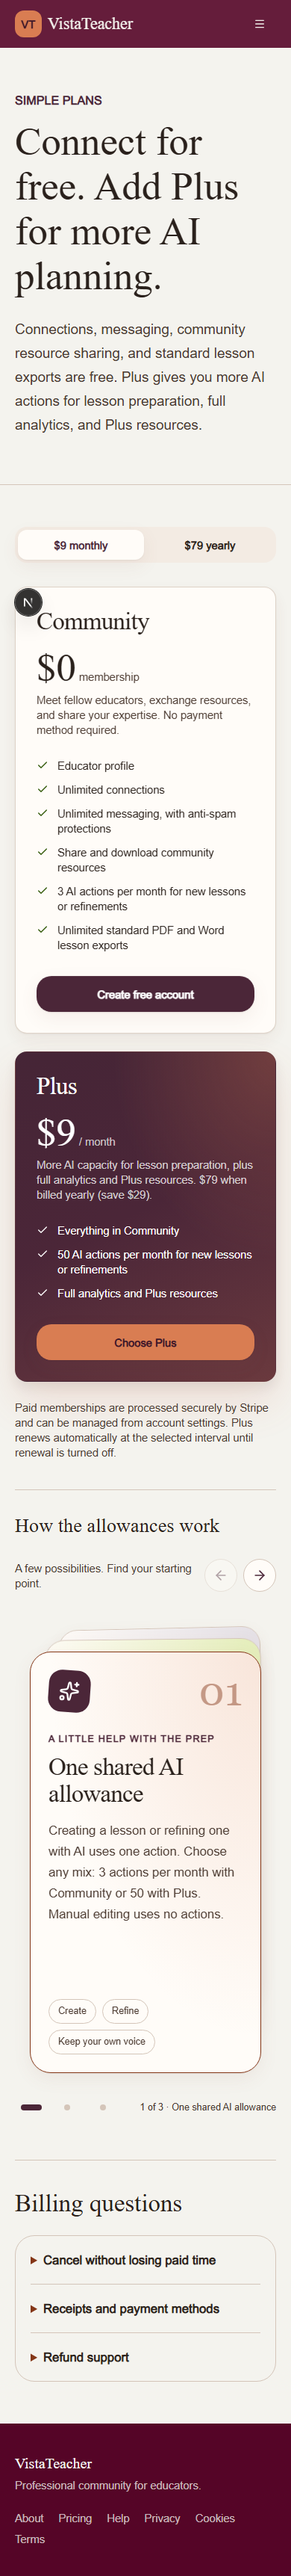 VT VistaTeacher
SIMPLE PLANS
Connect for
free. Add Plus
for more AI
planning.
Connections, messaging, community
resource sharing, and standard lesson
exports are free. Plus gives you more AI
actions for lesson preparation, full
analytics, and Plus resources.
$9 monthly $79 yearly
N
Community
$0 membership
Meet fellow educators, exchange resources,
and share your expertise. No payment
method required.
Educator profile
Unlimited connections
Unlimited messaging, with anti-spam
protections
Share and download community
resources
3 AI actions per month for new lessons
or refinements
Unlimited standard PDF and Word
lesson exports
Create free account
Plus
$9 / month
More AI capacity for lesson preparation, plus
full analytics and Plus resources. $79 when
billed yearly (save $29).
Everything in Community
50 AI actions per month for new lessons
or refinements
Full analytics and Plus resources
Choose Plus
Paid memberships are processed securely by Stripe
and can be managed from account settings. Plus
renews automatically at the selected interval until
renewal is turned off.
How the allowances work
A few possibilities. Find your starting
point.
01
A LITTLE HELP WITH THE PREP
One shared AI
allowance
Creating a lesson or refining one
with AI uses one action. Choose
any mix: 3 actions per month with
Community or 50 with Plus.
Manual editing uses no actions.
Create Refine
Keep your own voice
1 of 3 · One shared AI allowance
Billing questions
Cancel without losing paid time
Receipts and payment methods
Refund support
VistaTeacher
Professional community for educators.
About Pricing Help Privacy Cookies
Terms